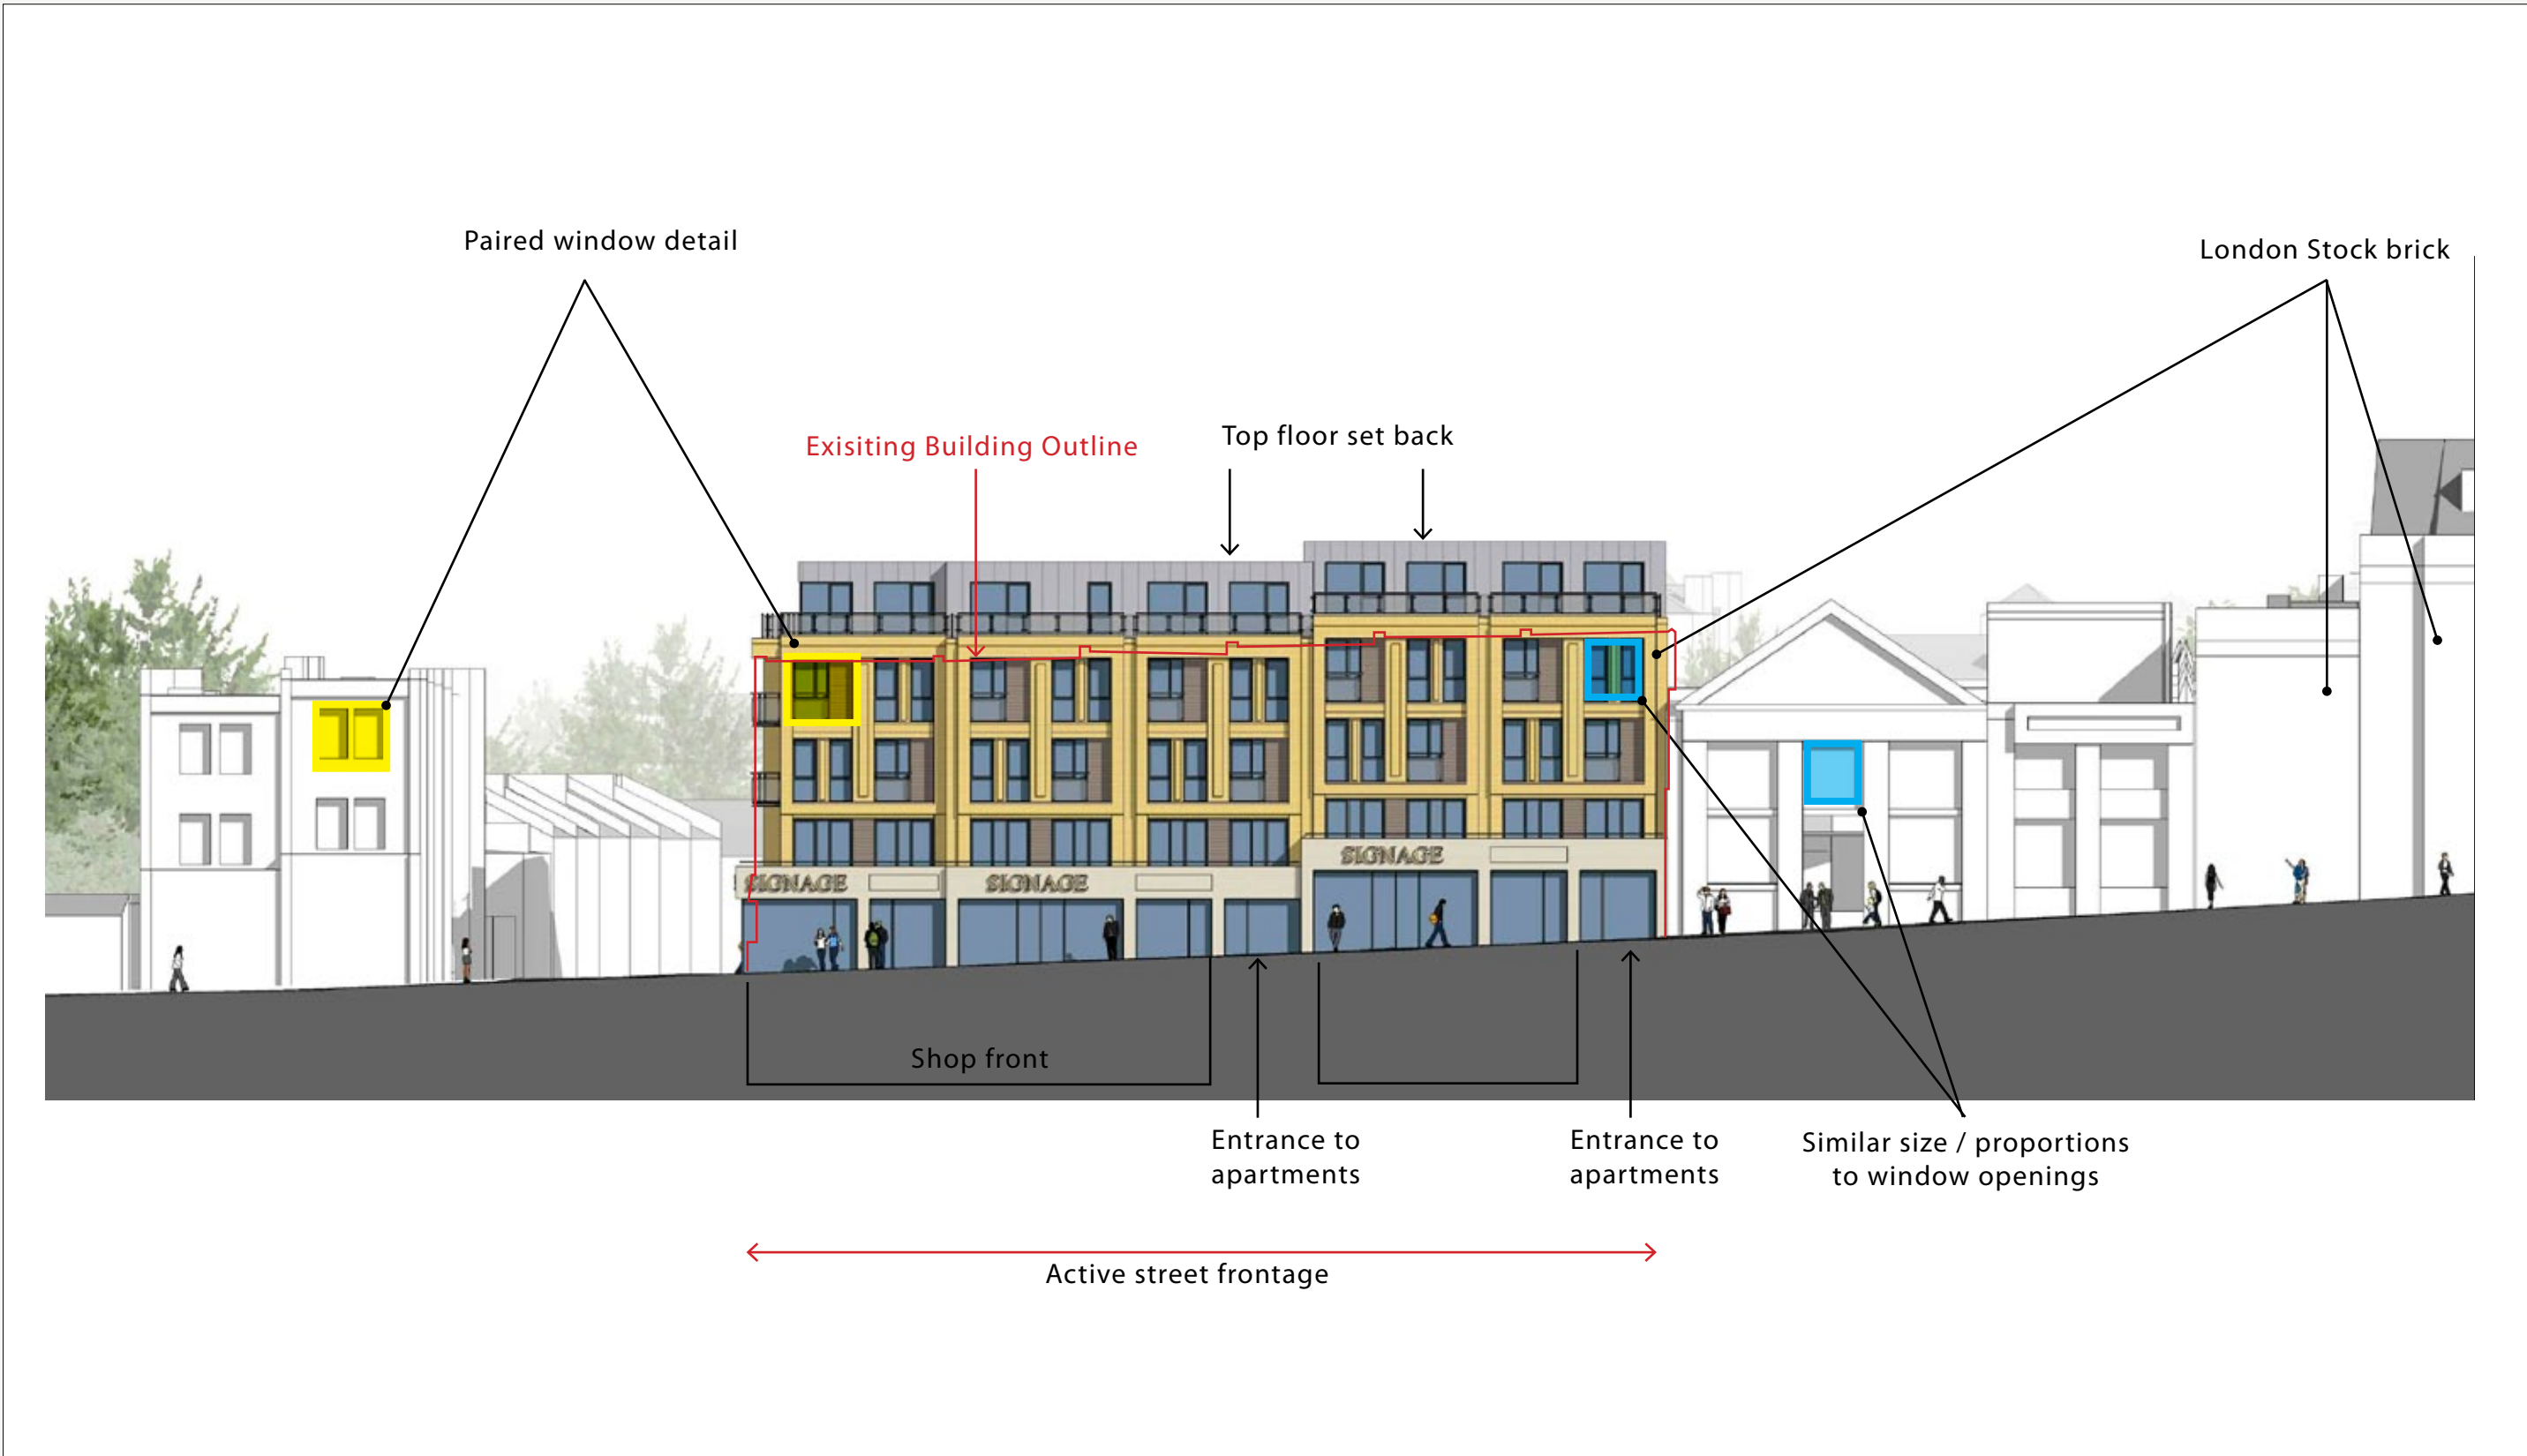 Paired window detail
London Stock brick
Exisiting Building Outline
Top floor set back
SIGNAGE
SIGNAGE
SIGNAGE
Shop front
Entrance to
apartments
Entrance to
apartments
Similar size / proportions
to window openings
Active street frontage